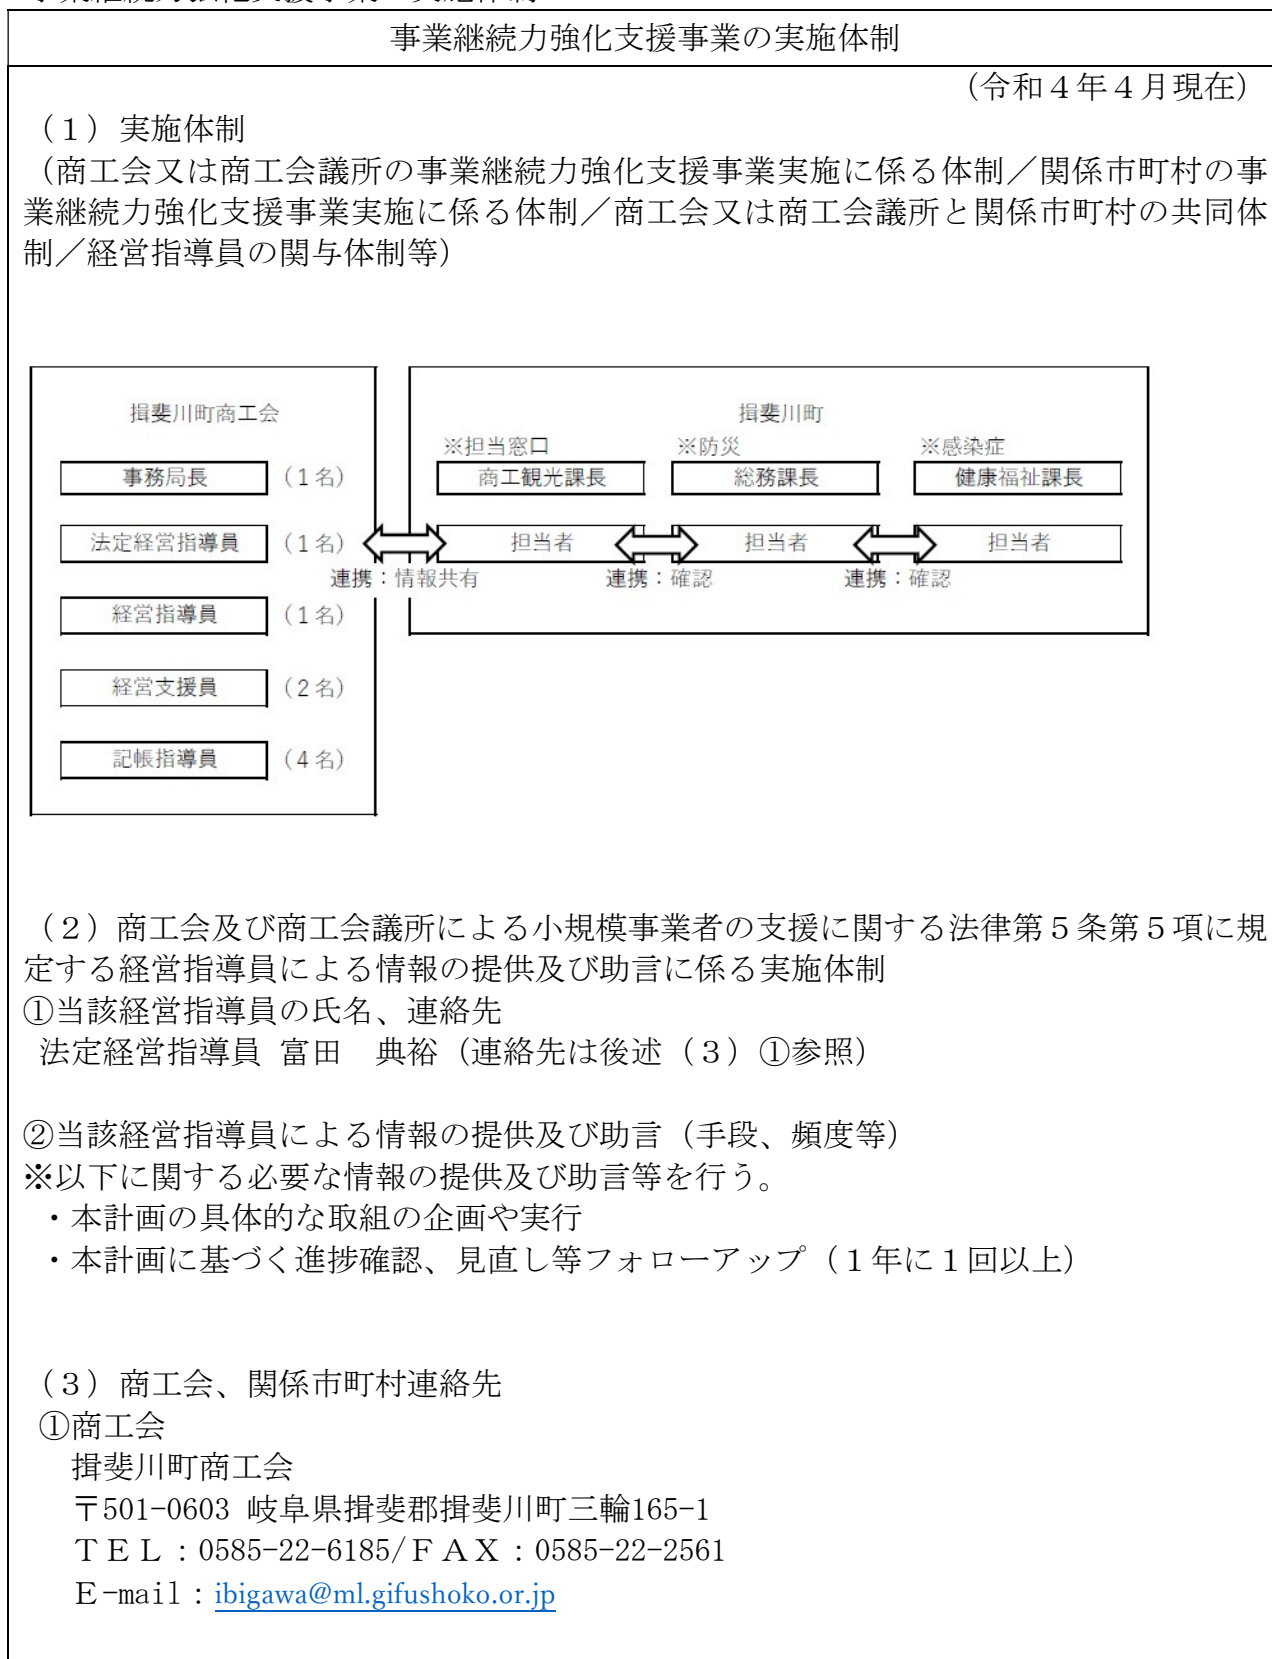 事業継続力強化支援事業の実施体制
（令和４年４月現在）
（１）実施体制
（商工会又は商工会議所の事業継続力強化支援事業実施に係る体制／関係市町村の事
業継続力強化支援事業実施に係る体制／商工会又は商工会議所と関係市町村の共同体
制／経営指導員の関与体制等）
揖斐川町商工会
事務局長 （1名）
法定経営指導員 （1名）
経営指導員 （1名）
経営支援員 （2名）
記帳指導員 （4名）
連携：情報共有
揖斐川町
※担当窓口 ※防災 ※感染症
商工観光課長 総務課長 健康福祉課長
担当者 担当者 担当者
連携：確認 連携：確認
（２）商工会及び商工会議所による小規模事業者の支援に関する法律第５条第５項に規
定する経営指導員による情報の提供及び助言に係る実施体制
①当該経営指導員の氏名、連絡先
法定経営指導員 富田　典裕（連絡先は後述（３）①参照）
②当該経営指導員による情報の提供及び助言（手段、頻度等）
※以下に関する必要な情報の提供及び助言等を行う。
・本計画の具体的な取組の企画や実行
・本計画に基づく進捗確認、見直し等フォローアップ（１年に１回以上）
（３）商工会、関係市町村連絡先
①商工会
揖斐川町商工会
〒501-0603 岐阜県揖斐郡揖斐川町三輪165-1
ＴＥＬ：0585-22-6185/ＦＡＸ：0585-22-2561
Ｅ-mail：ibigawa@ml.gifushoko.or.jp